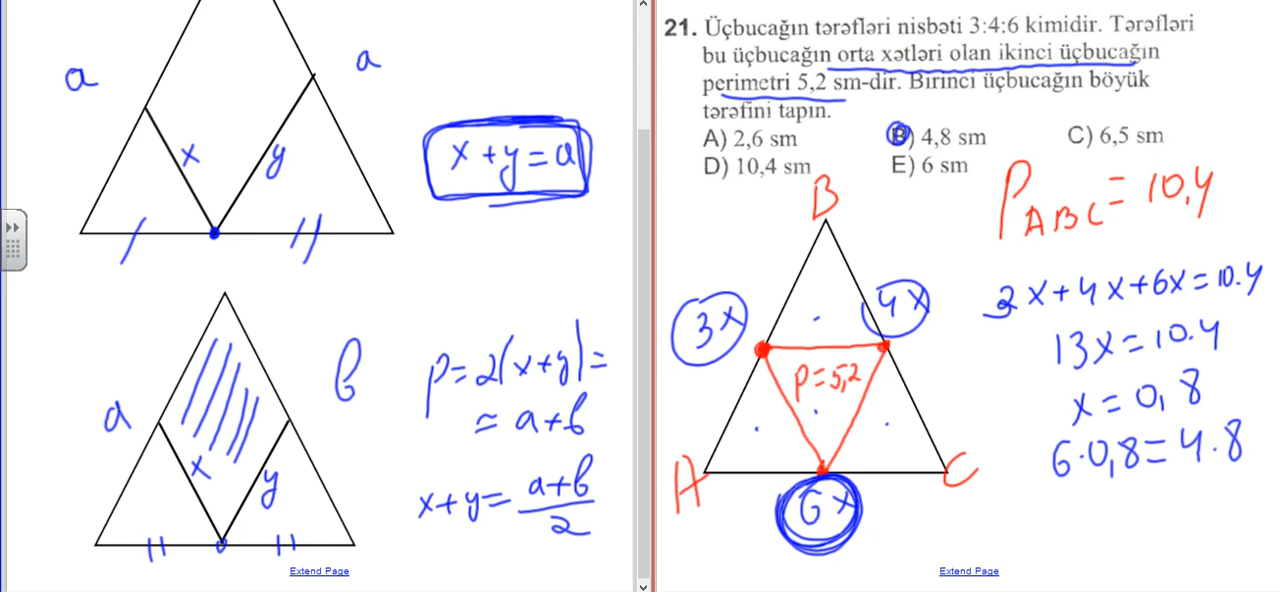 a
a
x
y
x + y = a
a
b
x
y
P = 2(x+y) =
= a + b
x + y = a+b/2
Extend Page
21. Üçbucağın tərəfləri nisbəti 3:4:6 kimidir. Tərəfləri
bu üçbucağın orta xətləri olan ikinci üçbucağın
perimetri 5,2 sm-dir. Birinci üçbucağın böyük
tərəfini tapın.
A) 2,6 sm B) 4,8 sm C) 6,5 sm
D) 10,4 sm E) 6 sm
P ABC = 10,4
B
3x
4x
P=5,2
A
C
6x
3x + 4x + 6x = 10.4
13x = 10.4
x = 0,8
6·0,8 = 4.8
Extend Page